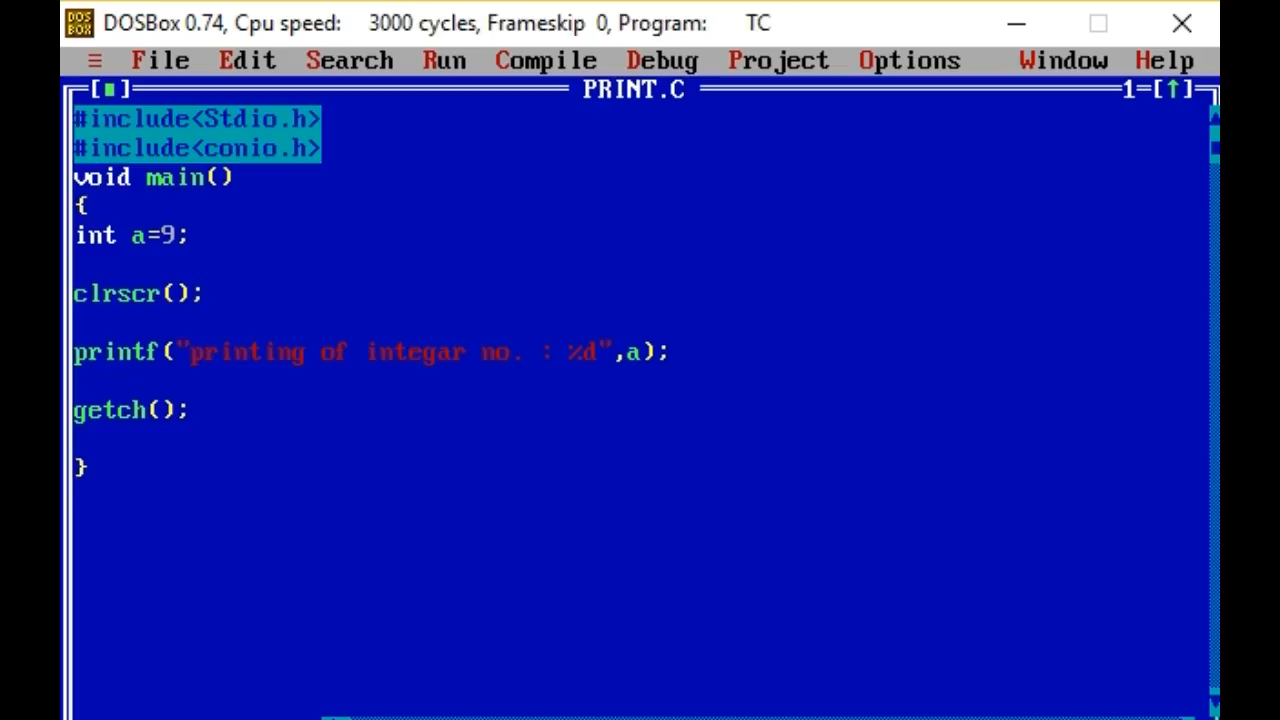 DOSBox 0.74, Cpu speed: 3000 cycles, Frameskip 0, Program: TC
≡ File Edit Search Run Compile Debug Project Options Window Help
[■] PRINT.C 1=[↑]
#include<Stdio.h>
#include<conio.h>
void main()
{
int a=9;
clrscr();
printf("printing of integar no. : %d",a);
getch();
}